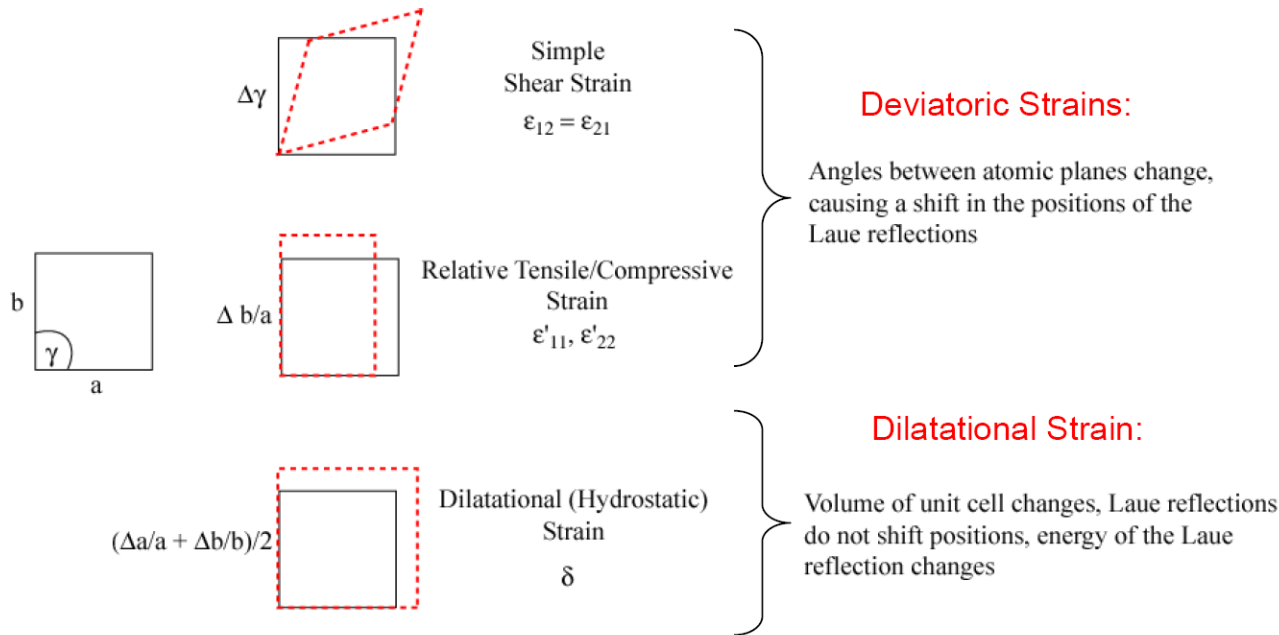 Δγ
Simple
Shear Strain
ε12 = ε21
Deviatoric Strains:
Angles between atomic planes change,
causing a shift in the positions of the
Laue reflections
b
γ
a
Δ b/a
Relative Tensile/Compressive
Strain
ε'11, ε'22
Dilatational Strain:
(Δa/a + Δb/b)/2
Dilatational (Hydrostatic)
Strain
δ
Volume of unit cell changes, Laue reflections
do not shift positions, energy of the Laue
reflection changes